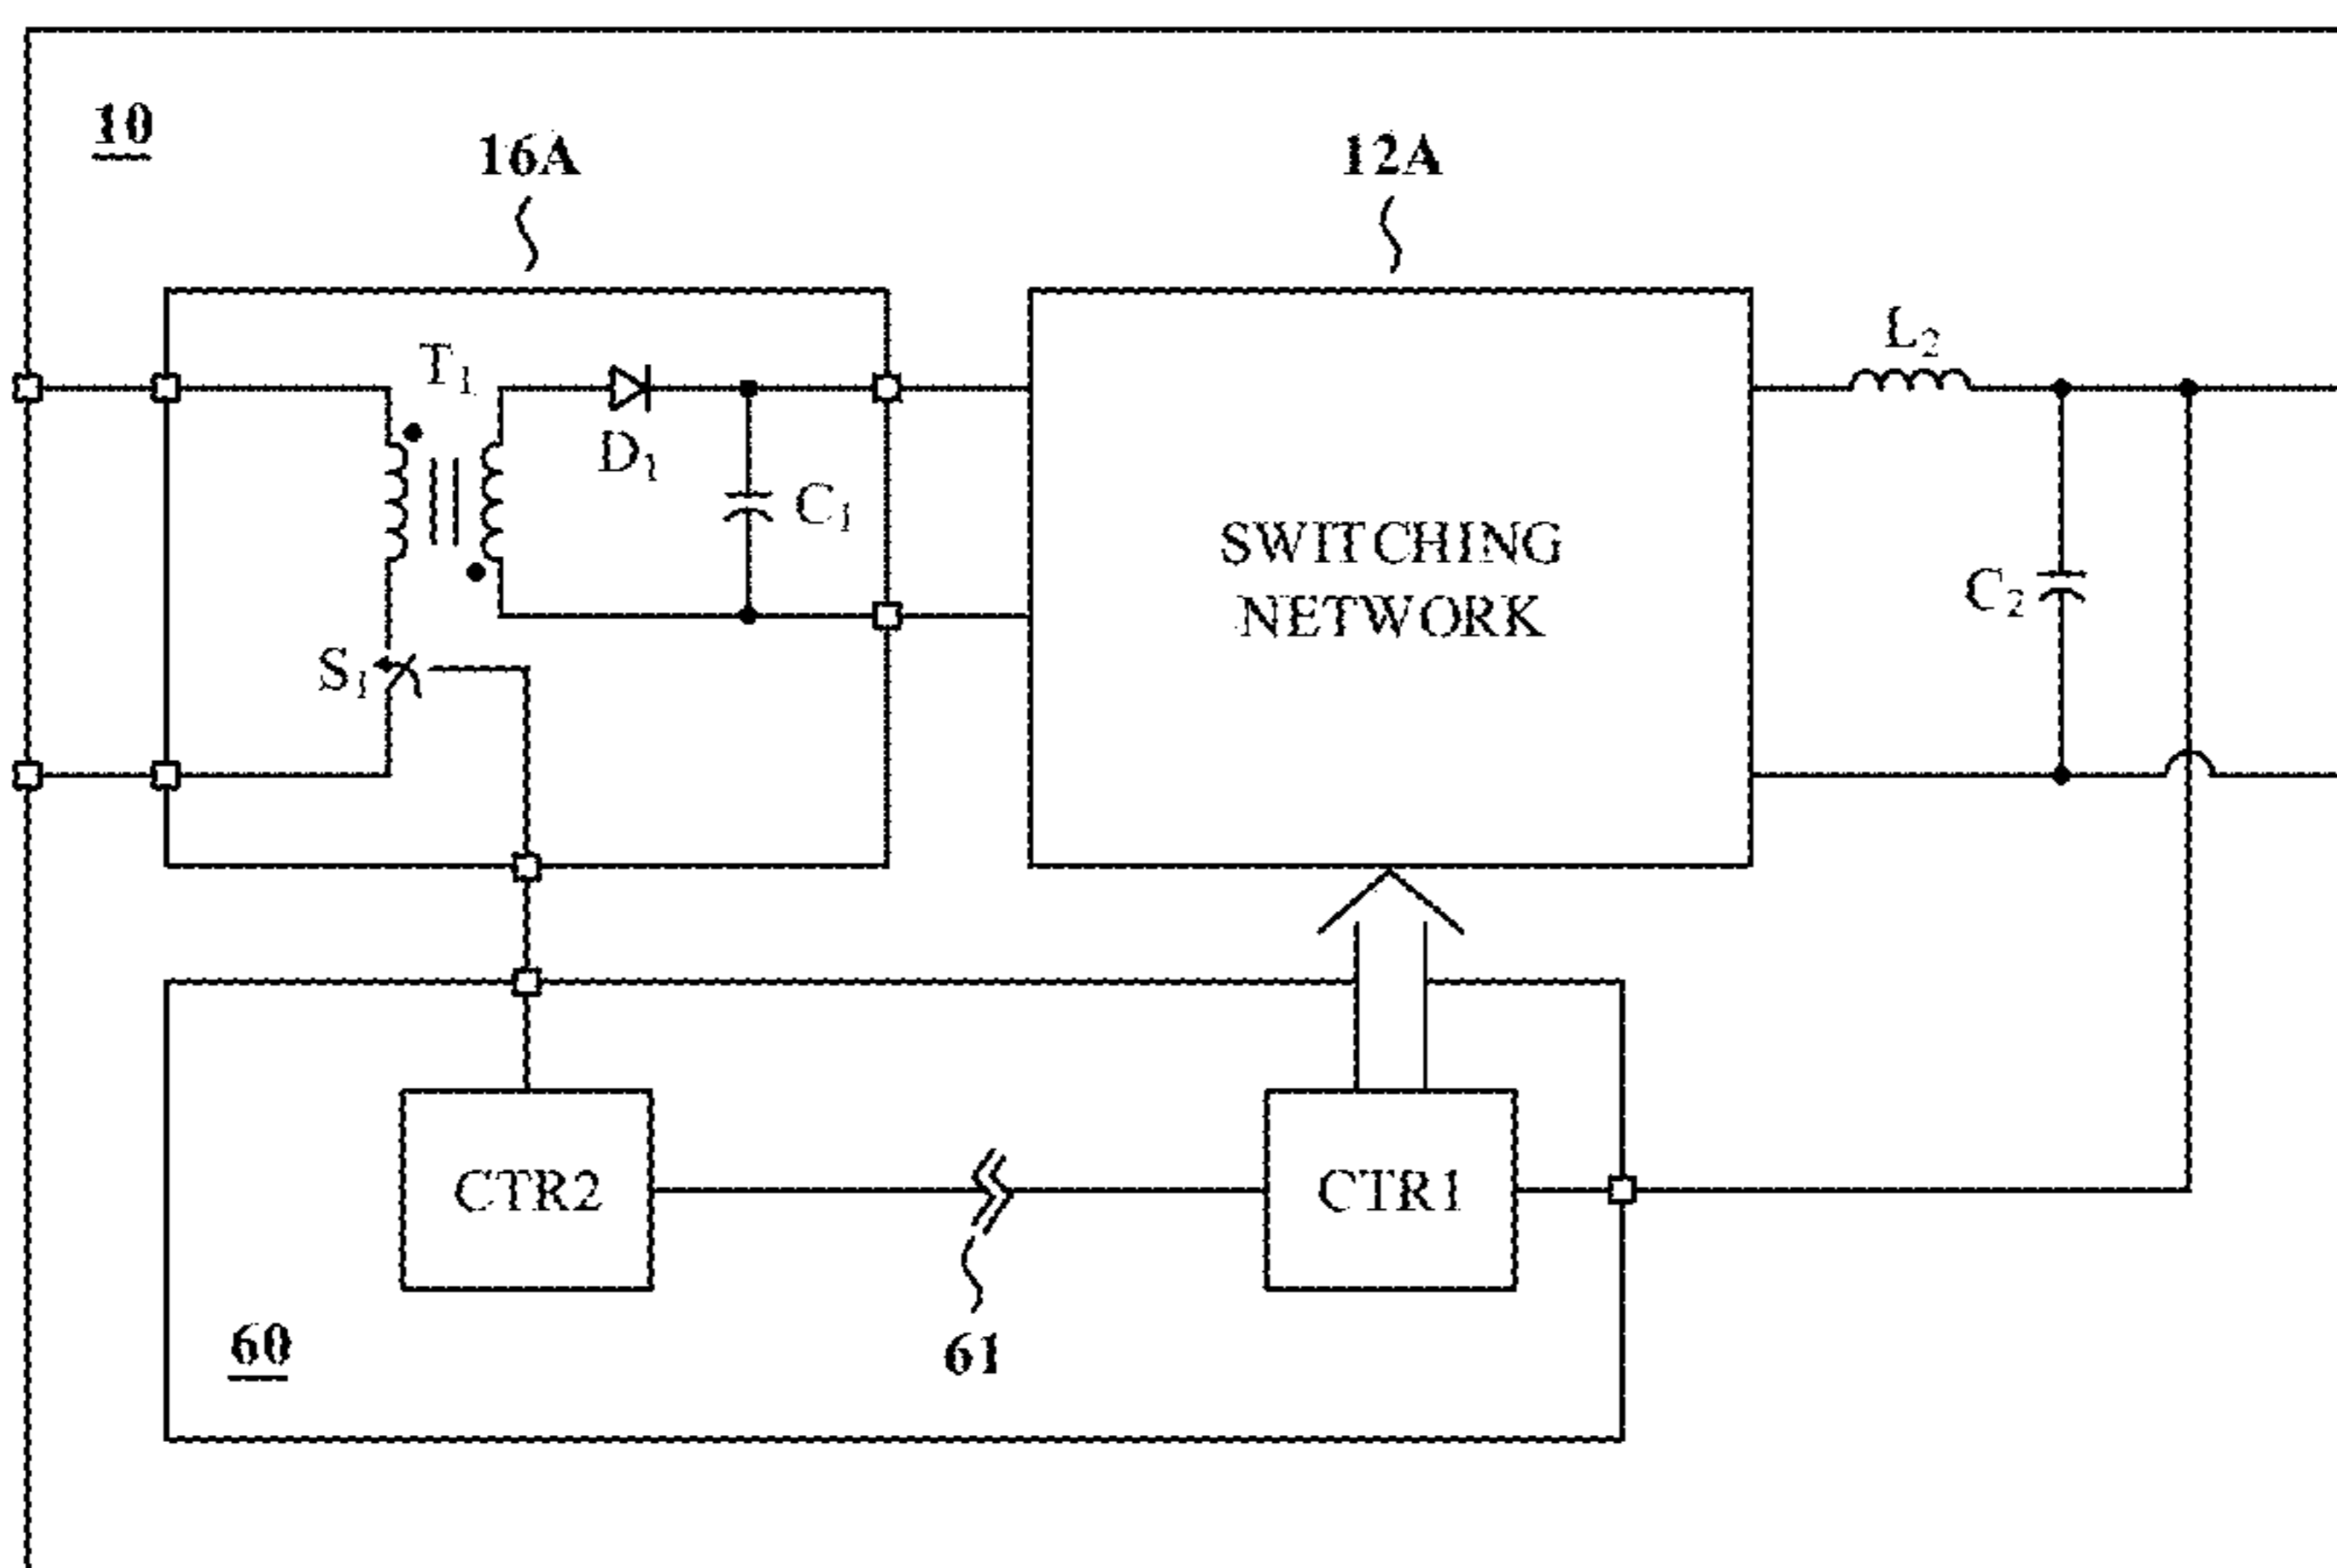 10
16A
12A
T₁
L₂
D₁
C₁
SWITCHING
NETWORK
C₂
S₁
CTR2
CTR1
60
61